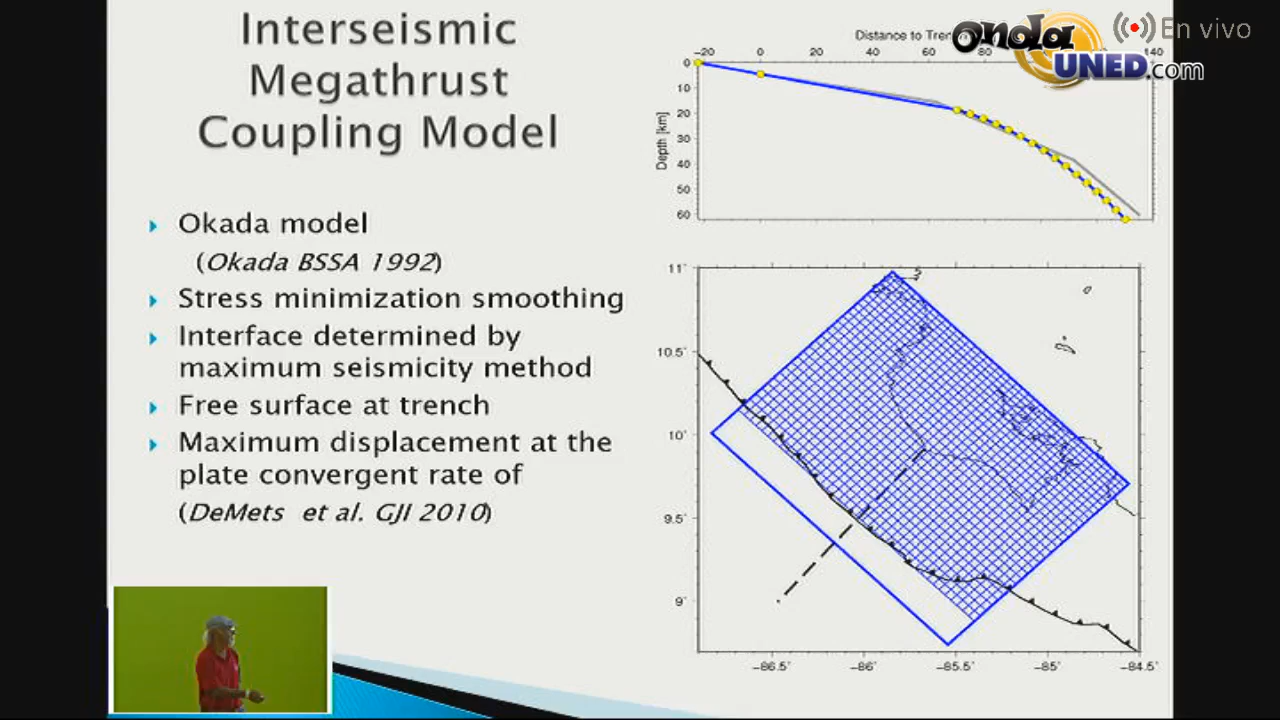 Interseismic
Megathrust
Coupling Model
Okada model
(Okada BSSA 1992)
Stress minimization smoothing
Interface determined by
maximum seismicity method
Free surface at trench
Maximum displacement at the
plate convergent rate of
(DeMets et al. GJI 2010)
onda
UNED.com
En vivo
Distance to
-20 0 20 40 60 80 140
Depth [km]
0
10
20
30
40
50
60
11°
10.5°
10°
9.5°
9°
-86.5° -86° -85.5° -85° -84.5°